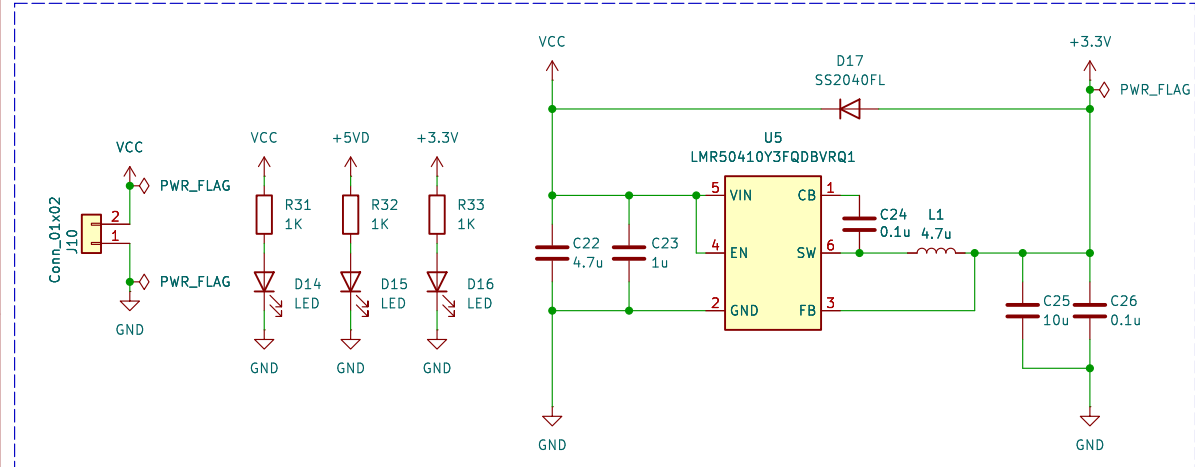 VCC
PWR_FLAG
Conn_01x02
J10
2
1
PWR_FLAG
GND
VCC
R31
1K
D14
LED
GND
+5VD
R32
1K
D15
LED
GND
+3.3V
R33
1K
D16
LED
GND
VCC
D17
SS2040FL
+3.3V
PWR_FLAG
U5
LMR50410Y3FQDBVRQ1
5 VIN CB 1
4 EN SW 6
2 GND FB 3
C22
4.7u
C23
1u
C24
0.1u
L1
4.7u
C25
10u
C26
0.1u
GND
GND